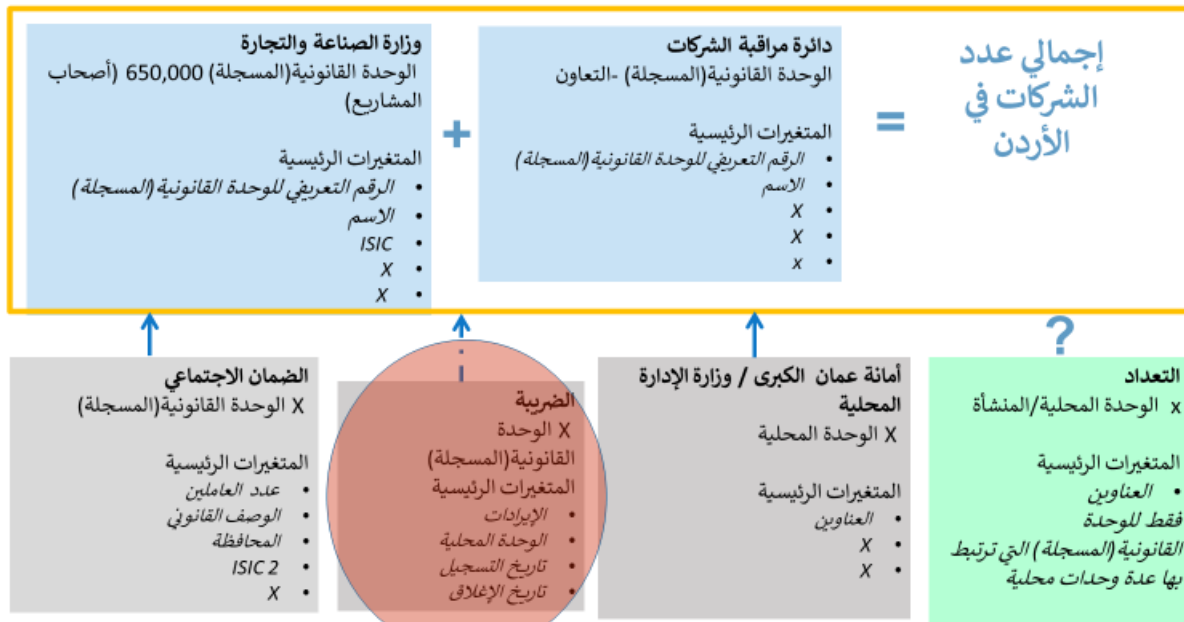 وزارة الصناعة والتجارة
الوحدة القانونية(المسجلة) 650,000 (أصحاب
المشاريع)
المتغيرات الرئيسية
• الرقم التعريفي للوحدة القانونية(المسجلة )
• الاسم
• ISIC
• X
• X
+
دائرة مراقبة الشركات
الوحدة القانونية(المسجلة) -التعاون
المتغيرات الرئيسية
• الرقم التعريفي للوحدة القانونية(المسجلة )
• الاسم
• X
• X
• x
=
إجمالي عدد
الشركات في
الأردن
الضمان الاجتماعي
X الوحدة القانونية(المسجلة)
المتغيرات الرئيسية
• عدد العاملين
• الوصف القانوني
• المحافظة
• ISIC 2
• X
الضريبة
X الوحدة
القانونية(المسجلة)
المتغيرات الرئيسية
• الإيرادات
• الوحدة المحلية
• تاريخ التسجيل
• تاريخ الإغلاق
أمانة عمان الكبرى / وزارة الإدارة
المحلية
X الوحدة المحلية
المتغيرات الرئيسية
• العناوين
• X
• X
?
التعداد
x الوحدة المحلية/المنشأة
المتغيرات الرئيسية
• العناوين
فقط للوحدة
القانونية(المسجلة ) التي ترتبط
بها عدة وحدات محلية